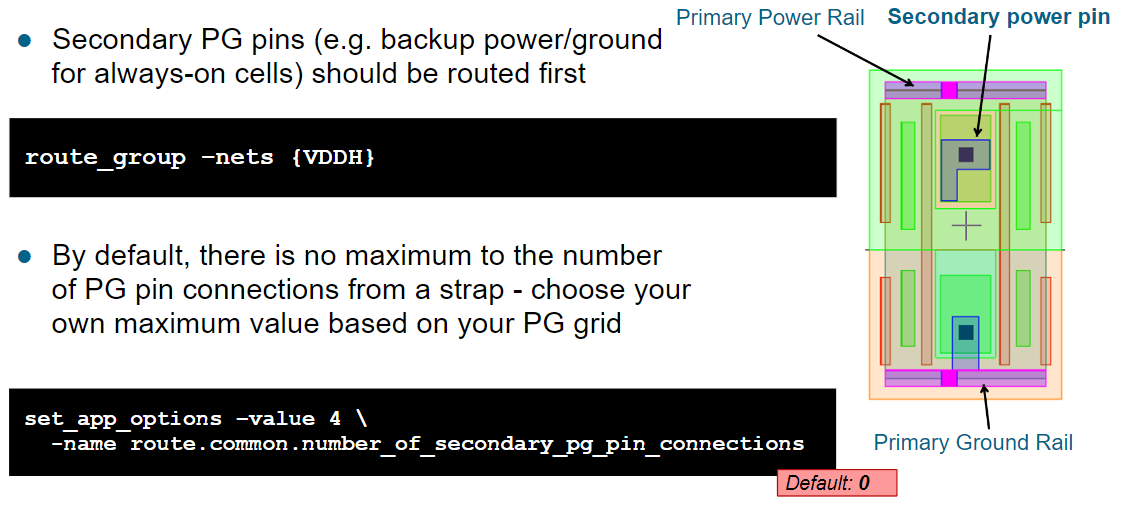 Primary Power Rail
Secondary power pin
● Secondary PG pins (e.g. backup power/ground
for always-on cells) should be routed first
route_group –nets {VDDH}
● By default, there is no maximum to the number
of PG pin connections from a strap - choose your
own maximum value based on your PG grid
set_app_options –value 4 \
-name route.common.number_of_secondary_pg_pin_connections
Primary Ground Rail
Default: 0